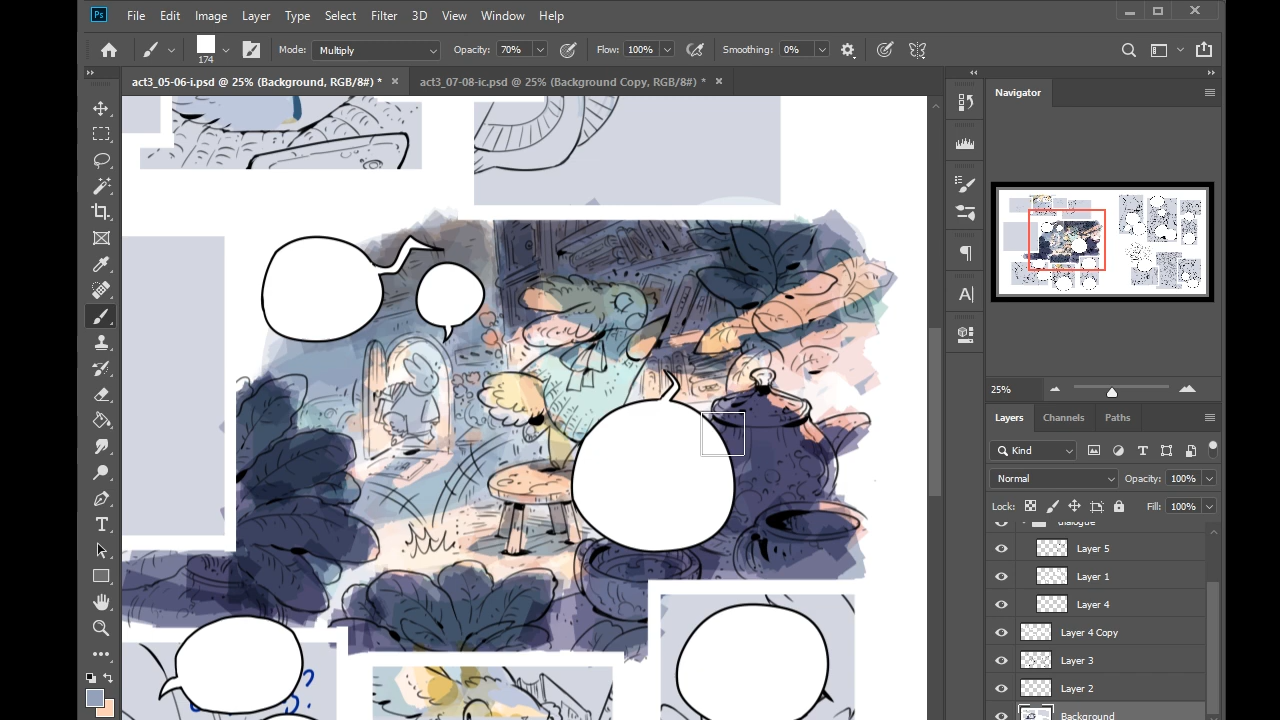 Ps File Edit Image Layer Type Select Filter 3D View Window Help
174 Mode: Multiply Opacity: 70% Flow: 100% Smoothing: 0%
act3_05-06-i.psd @ 25% (Background, RGB/8#) * act3_07-08-ic.psd @ 25% (Background Copy, RGB/8#) *
Navigator
25%
Layers Channels Paths
Kind
Normal Opacity: 100%
Lock: Fill: 100%
dialogue
Layer 5
Layer 1
Layer 4
Layer 4 Copy
Layer 3
Layer 2
Background